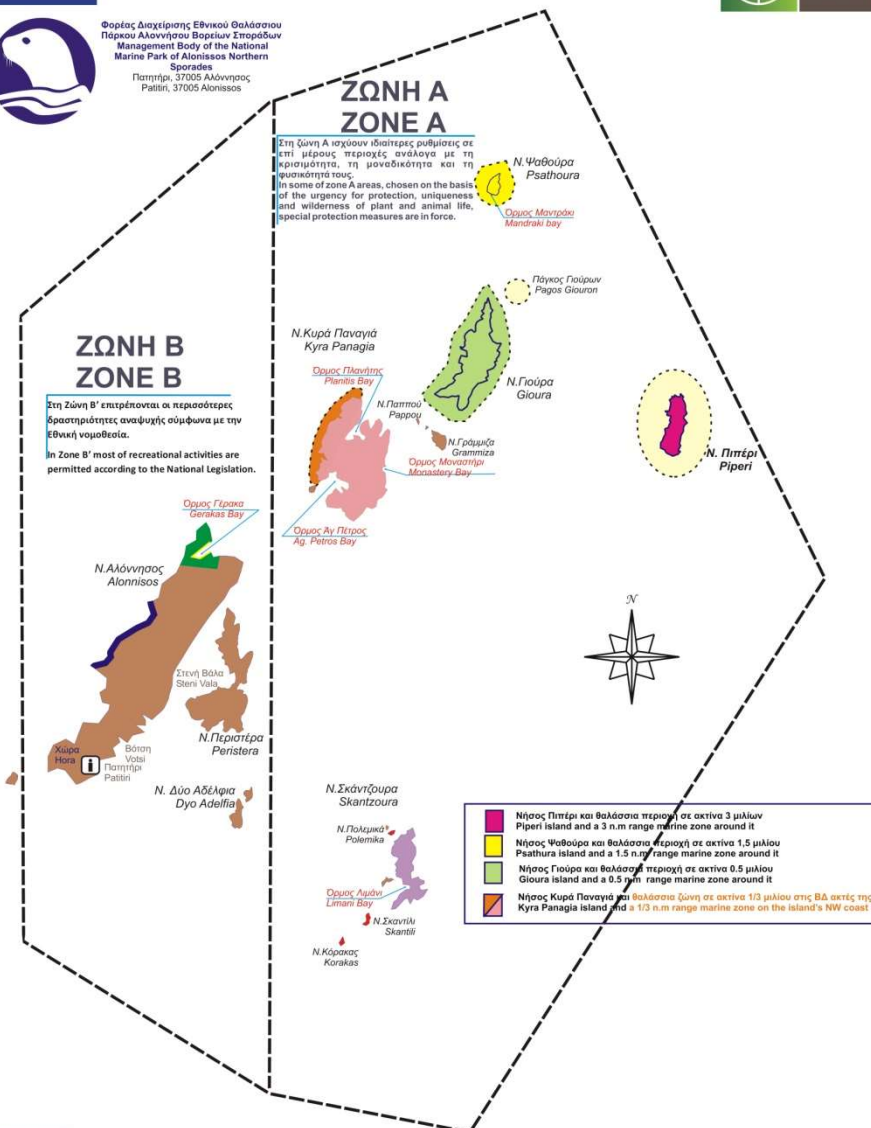 Φορέας Διαχείρισης Εθνικού Θαλάσσιου
Πάρκου Αλοννήσου Βορείων Σποράδων
Management Body of the National
Marine Park of Alonissos Northern
Sporades
Πατητήρι, 37005 Αλόννησος
Patitiri, 37005 Alonissos
ΖΩΝΗ Α
ZONE A
Στη ζώνη Α ισχύουν ιδιαίτερες ρυθμίσεις σε
επί μέρους περιοχές ανάλογα με τη
κρισιμότητα, τη μοναδικότητα και τη
φυσικότητά τους.
In some of zone A areas, chosen on the basis
of the urgency for protection, uniqueness
and wilderness of plant and animal life,
special protection measures are in force.
Ν.Ψαθούρα
Psathoura
Όρμος Μαντράκι
Mandraki bay
Πάγκος Γιούρων
Pagos Giouron
Ν.Κυρά Παναγιά
Kyra Panagia
Όρμος Πλανήτης
Planitis Bay
Ν.Γιούρα
Gioura
Ν.Παππού
Pappou
Ν.Γράμμιζα
Grammiza
Όρμος Μοναστήρι
Monastery Bay
Όρμος Άγ Πέτρος
Ag. Petros Bay
Ν. Πιπέρι
Piperi
ΖΩΝΗ Β
ZONE B
Στη Ζώνη Β' επιτρέπονται οι περισσότερες
δραστηριότητες αναψυχής σύμφωνα με την
Εθνική νομοθεσία.
In Zone B' most of recreational activities are
permitted according to the National Legislation.
Όρμος Γέρακα
Gerakas Bay
Ν.Αλόννησος
Alonnisos
Στενή Βάλα
Steni Vala
Ν.Περιστέρα
Peristera
Χώρα
Hora
i
Βότση
Votsi
Πατητήρι
Patitiri
Ν. Δύο Αδέλφια
Dyo Adelfia
N
Ν.Σκάντζουρα
Skantzoura
Ν.Πολεμικά
Polemika
Όρμος Λιμάνι
Limani Bay
Ν.Σκαντίλι
Skantili
Ν.Κόρακας
Korakas
Νήσος Πιπέρι και θαλάσσια περιοχή σε ακτίνα 3 μιλίων
Piperi island and a 3 n.m range marine zone around it
Νήσος Ψαθούρα και θαλάσσια περιοχή σε ακτίνα 1,5 μιλίου
Psathura island and a 1.5 n.m range marine zone around it
Νήσος Γιούρα και θαλάσσια περιοχή σε ακτίνα 0.5 μιλίου
Gioura island and a 0.5 n.m range marine zone around it
Νήσος Κυρά Παναγιά και θαλάσσια ζώνη σε ακτίνα 1/3 μιλίου στις ΒΔ ακτές της
Kyra Panagia island and a 1/3 n.m range marine zone on the island's NW coast